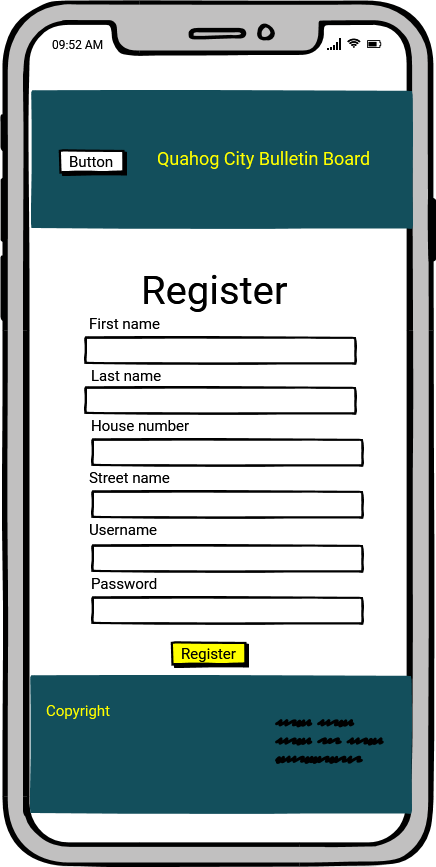 09:52 AM
Button
Quahog City Bulletin Board
Register
First name
Last name
House number
Street name
Username
Password
Register
Copyright